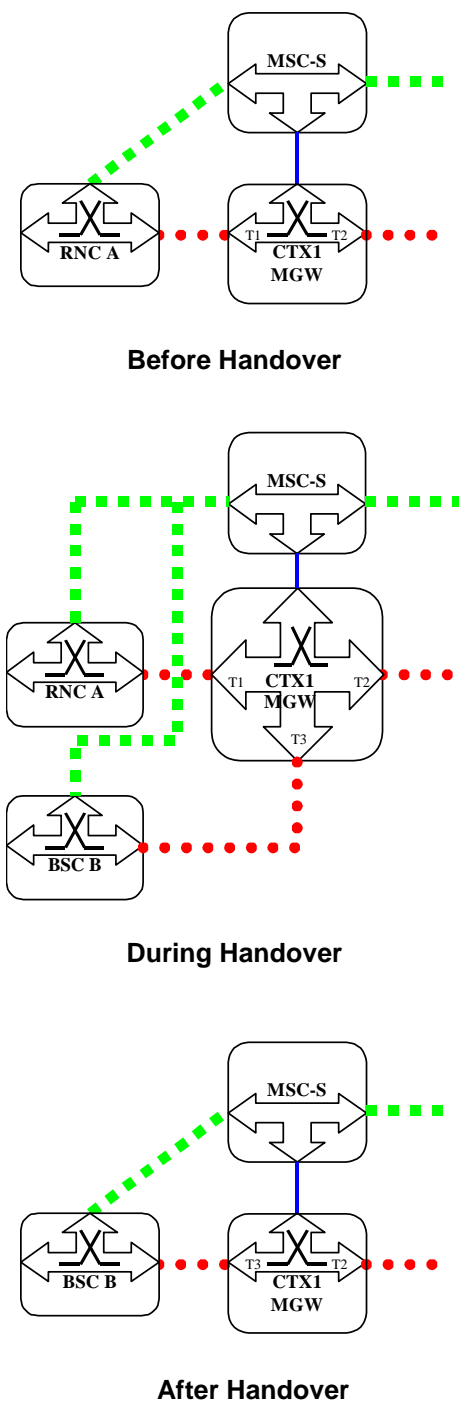 MSC-S
RNC A
T1
T2
CTX1
MGW
Before Handover
MSC-S
RNC A
T1
CTX1
T2
MGW
T3
BSC B
During Handover
MSC-S
BSC B
T3
T2
CTX1
MGW
After Handover